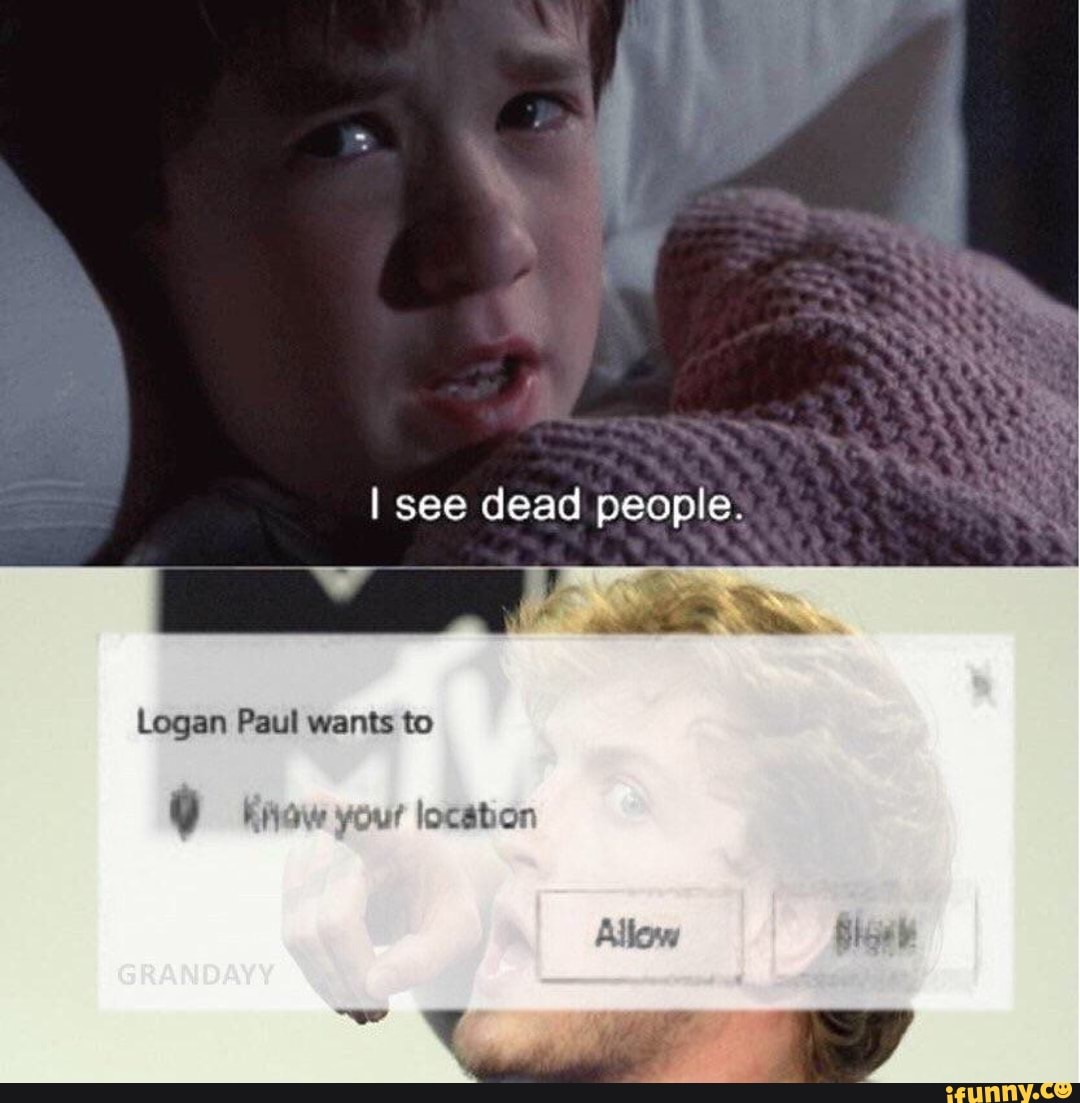 I see dead people.
Logan Paul wants to
Know your location
Allow
Block
GRANDAYY
ifunny.co